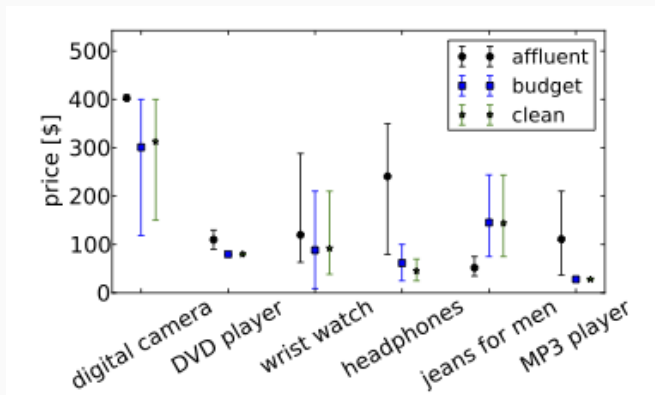 500
400
300
200
100
0
price [$]
affluent
budget
clean
digital camera
DVD player
wrist watch
headphones
jeans for men
MP3 player